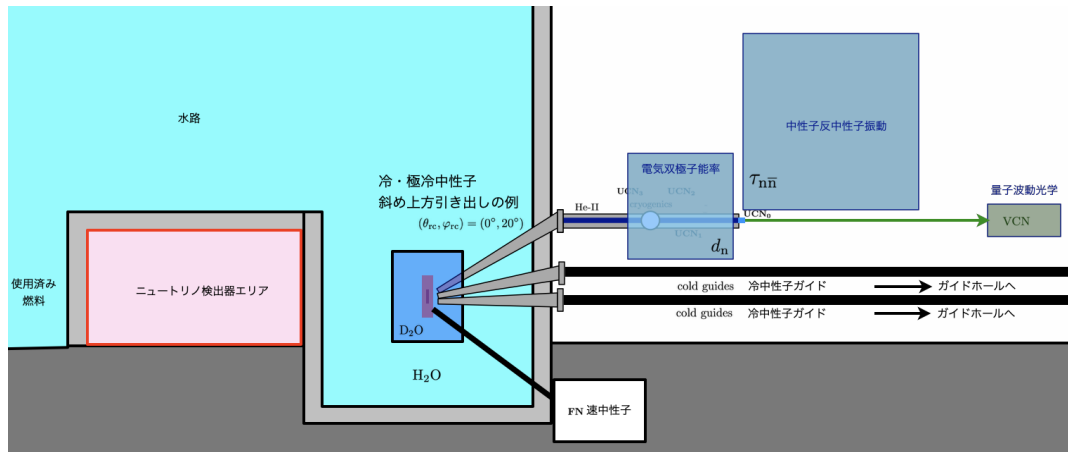 水路
冷・極冷中性子
斜め上方引き出しの例
(θrc, φrc) = (0°, 20°)
使用済み
燃料
ニュートリノ検出器エリア
D₂O
H₂O
FN 速中性子
He-II
電気双極子能率
UCN₃
UCN₂
cryogenics
UCN₁
UCN₀
dₙ
中性子反中性子振動
τₙn̅
量子波動光学
VCN
cold guides 冷中性子ガイド ガイドホールへ
cold guides 冷中性子ガイド ガイドホールへ